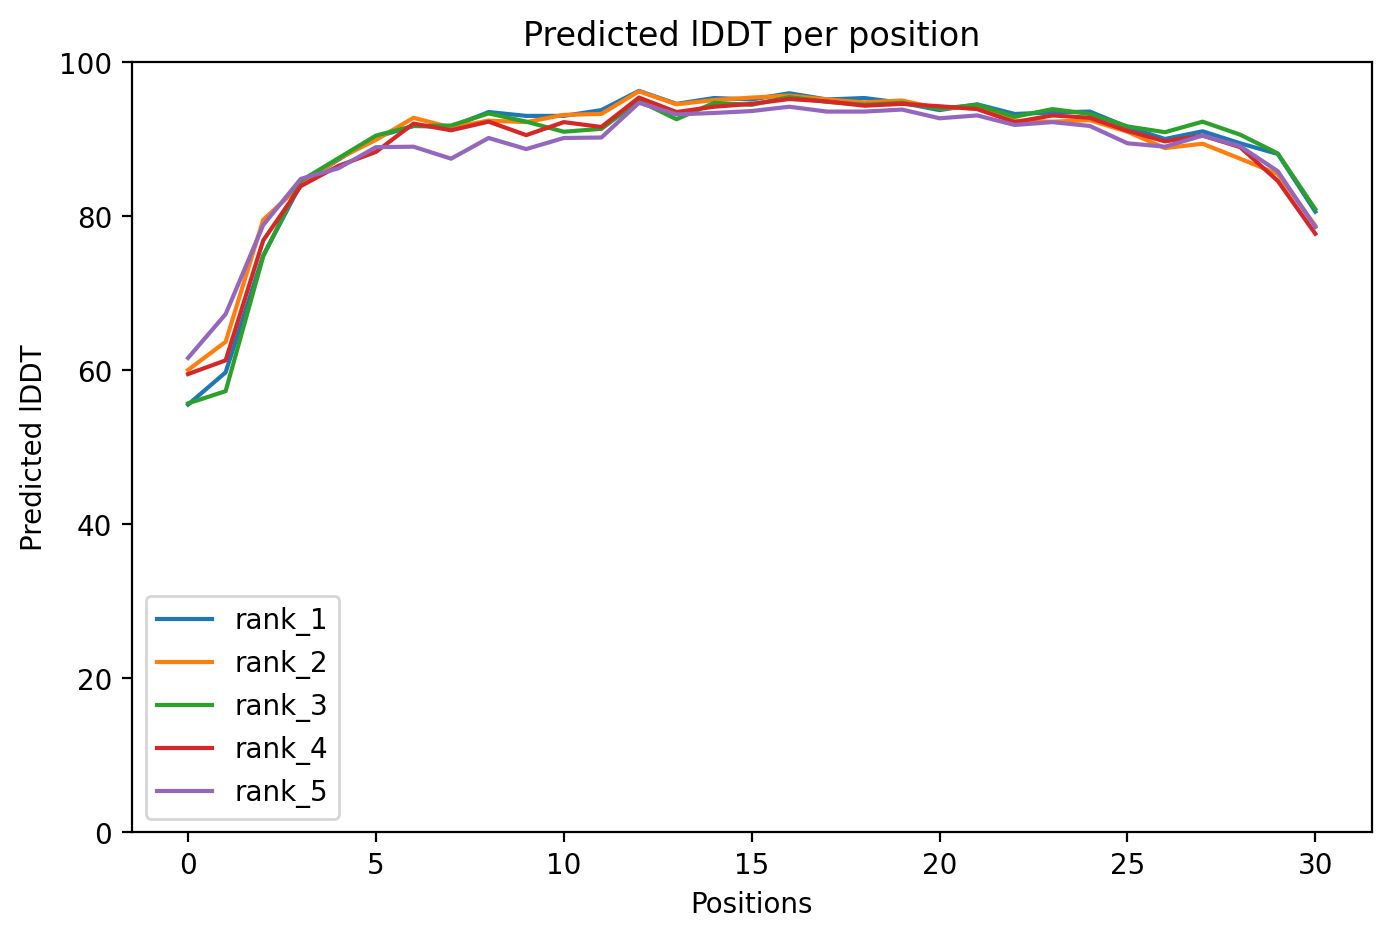 Predicted lDDT per position
100
80
60
40
20
0
Predicted lDDT
rank_1
rank_2
rank_3
rank_4
rank_5
0 5 10 15 20 25 30
Positions